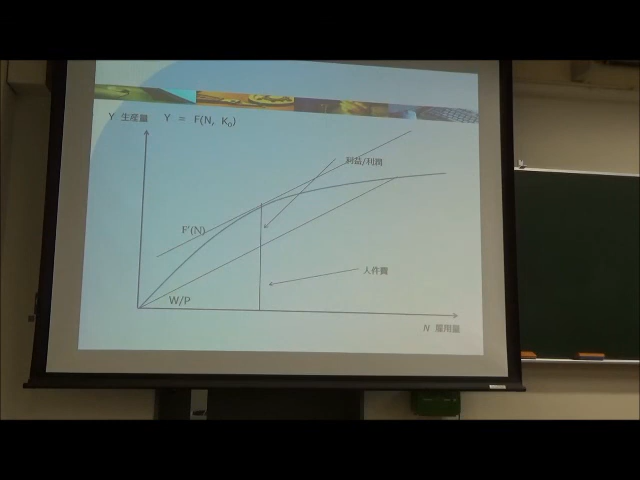 Y 生産量 Y = F(N, K₀)
利益/利潤
F'(N)
人件費
W/P
N 雇用量